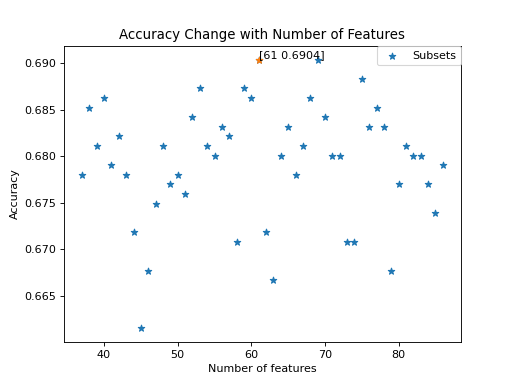 Accuracy Change with Number of Features
[61 0.6904]
Subsets
0.690
0.685
0.680
0.675
0.670
0.665
Accuracy
40 50 60 70 80
Number of features